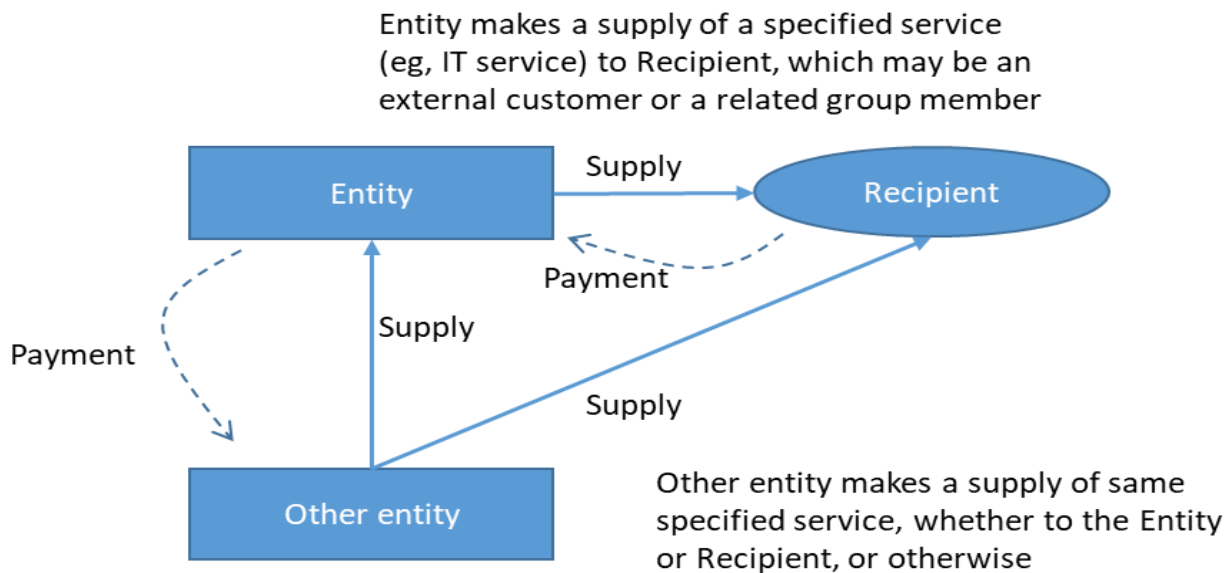 Entity makes a supply of a specified service
(eg, IT service) to Recipient, which may be an
external customer or a related group member
Supply
Entity
Recipient
Payment
Supply
Payment
Supply
Other entity
Other entity makes a supply of same
specified service, whether to the Entity
or Recipient, or otherwise